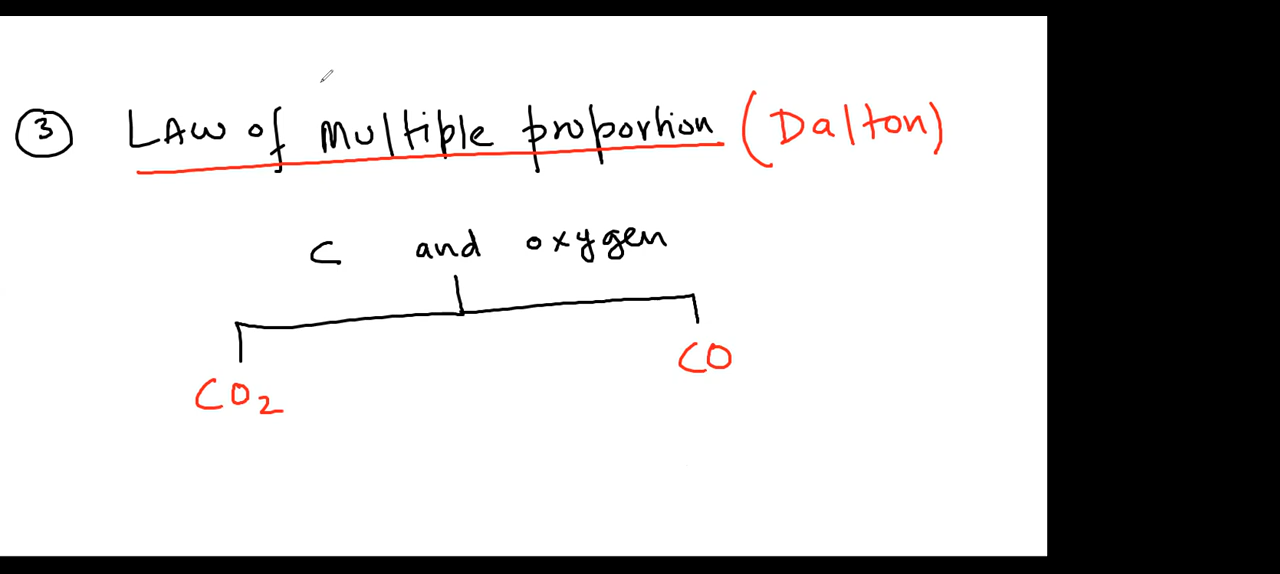 ③ LAW of multiple proportion (Dalton)
C and oxygen
CO₂ CO